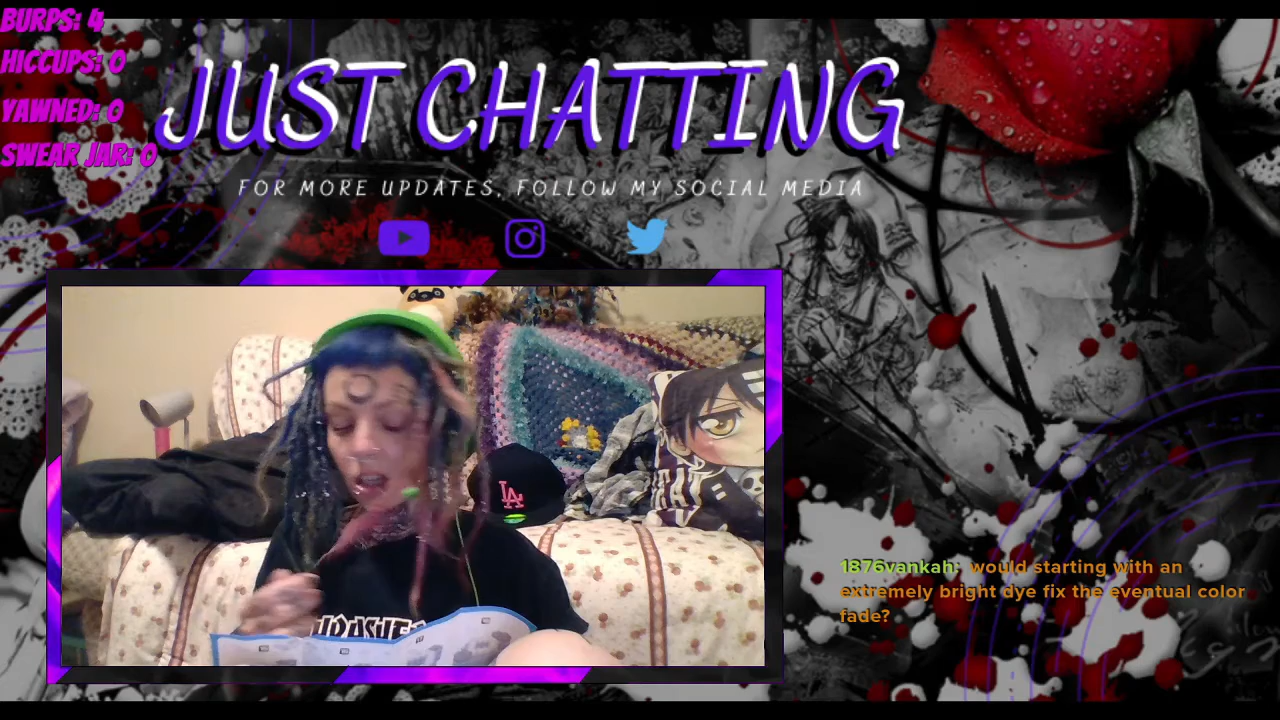 BURPS: 4
HICCUPS: 0
YAWNED: 0
SWEAR JAR: 0
JUST CHATTING
FOR MORE UPDATES, FOLLOW MY SOCIAL MEDIA
LA
THRASHER
1876vankah: would starting with an
extremely bright dye fix the eventual color
fade?